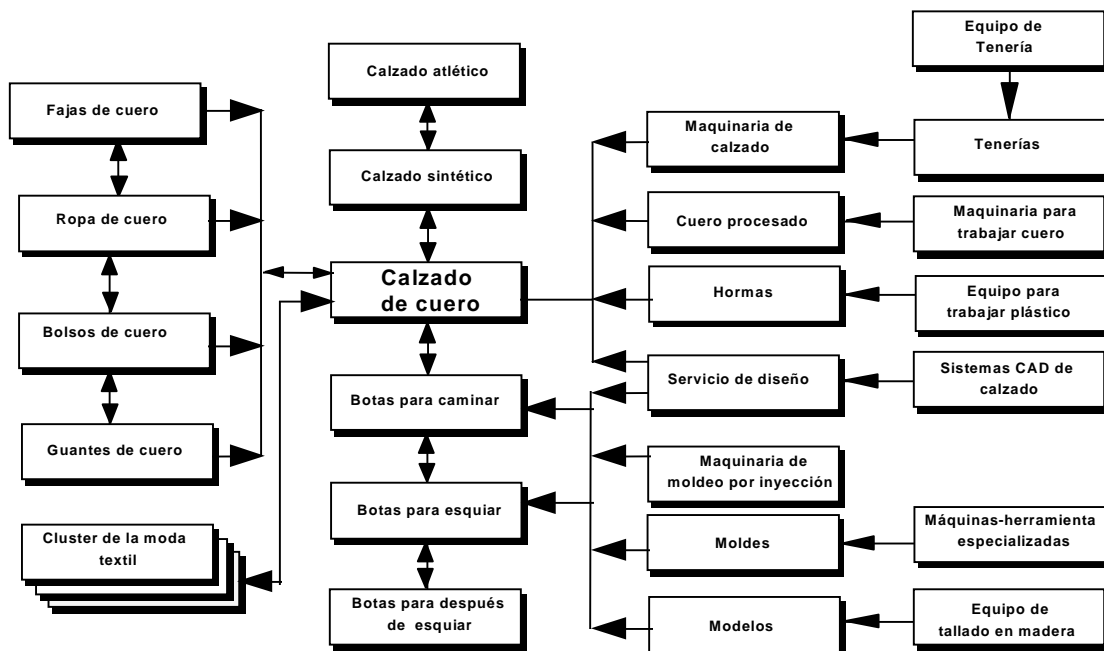 Equipo de
Tenería
Calzado atlético
Fajas de cuero
Maquinaria de
calzado
Tenerías
Calzado sintético
Ropa de cuero
Cuero procesado
Maquinaria para
trabajar cuero
Calzado
de cuero
Hormas
Equipo para
trabajar plástico
Bolsos de cuero
Servicio de diseño
Sistemas CAD de
calzado
Botas para caminar
Guantes de cuero
Maquinaria de
moldeo por inyección
Botas para esquiar
Cluster de la moda
textil
Moldes
Máquinas-herramienta
especializadas
Botas para después
de esquiar
Modelos
Equipo de
tallado en madera